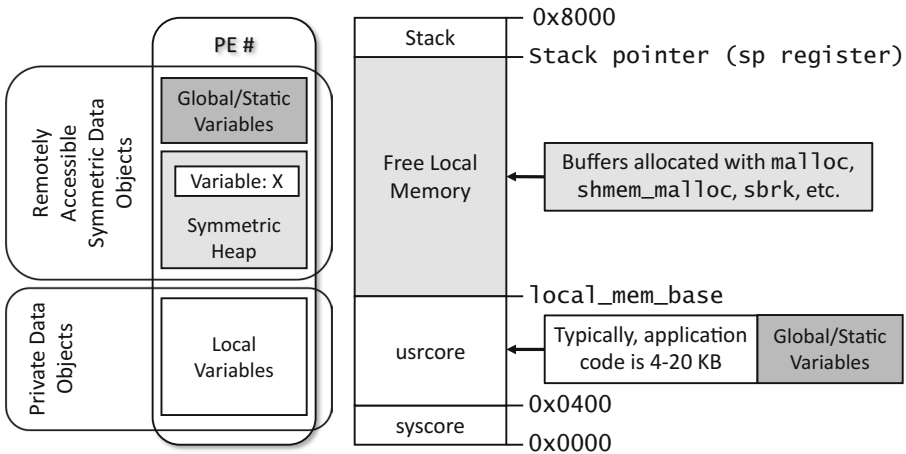 PE #
Remotely
Accessible
Symmetric Data
Objects
Global/Static
Variables
Variable: X
Symmetric
Heap
Private Data
Objects
Local
Variables
Stack
Free Local
Memory
usrcore
syscore
0x8000
Stack pointer (sp register)
Buffers allocated with malloc,
shmem_malloc, sbrk, etc.
local_mem_base
Typically, application
code is 4-20 KB
Global/Static
Variables
0x0400
0x0000